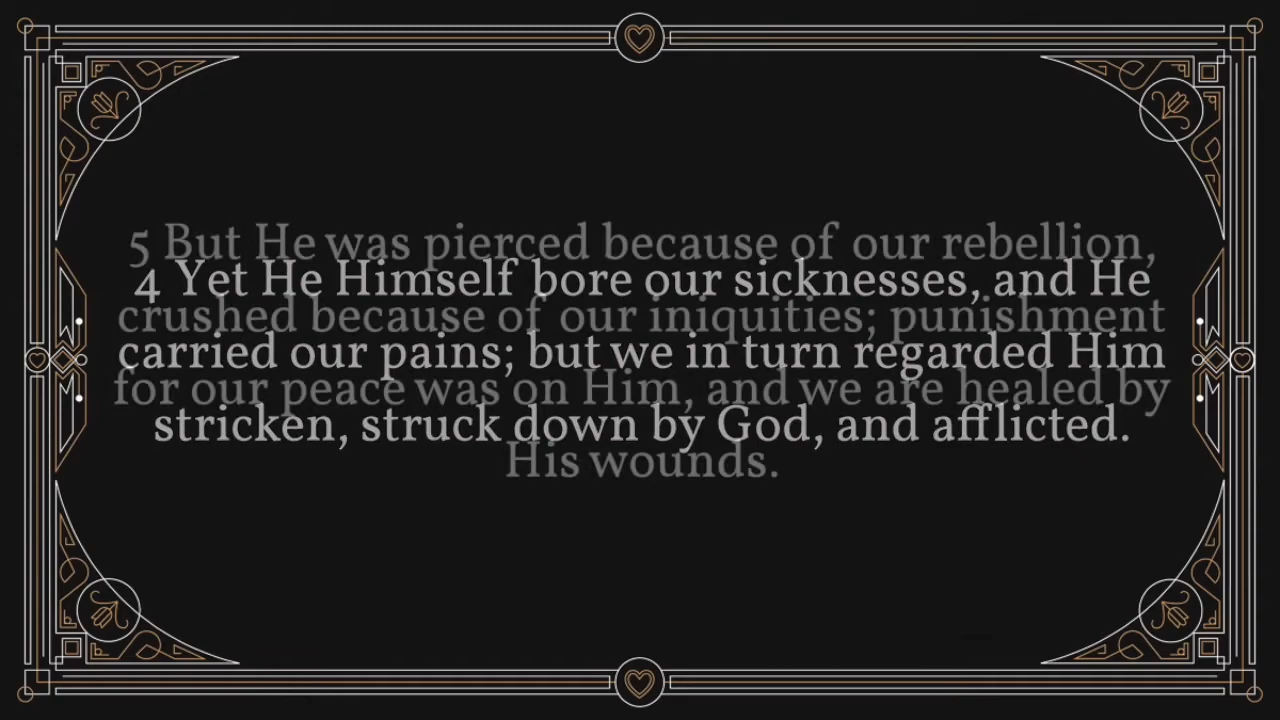 5 But He was pierced because of our rebellion,
4 Yet He Himself bore our sicknesses, and He
crushed because of our iniquities; punishment
carried our pains; but we in turn regarded Him
for our peace was on Him, and we are healed by
stricken, struck down by God, and afflicted.
His wounds.